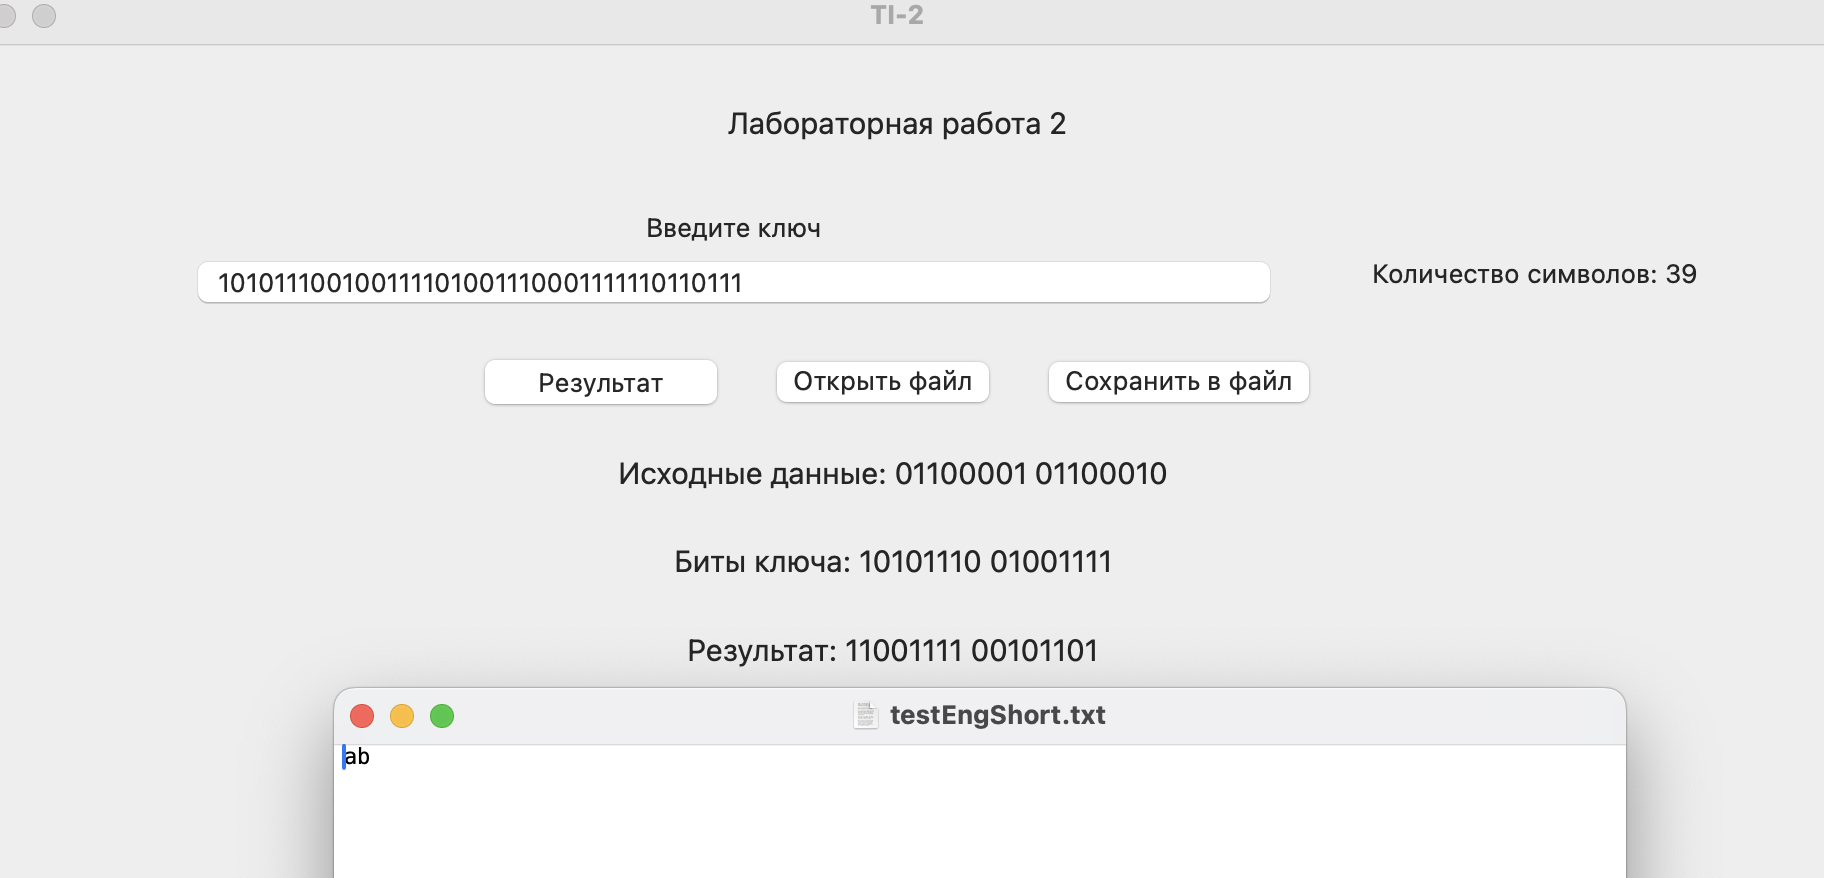 TI-2
Лабораторная работа 2
Введите ключ
101011100100111101001110001111110110111
Количество символов: 39
Результат
Открыть файл
Сохранить в файл
Исходные данные: 01100001 01100010
Биты ключа: 10101110 01001111
Результат: 11001111 00101101
testEngShort.txt
ab